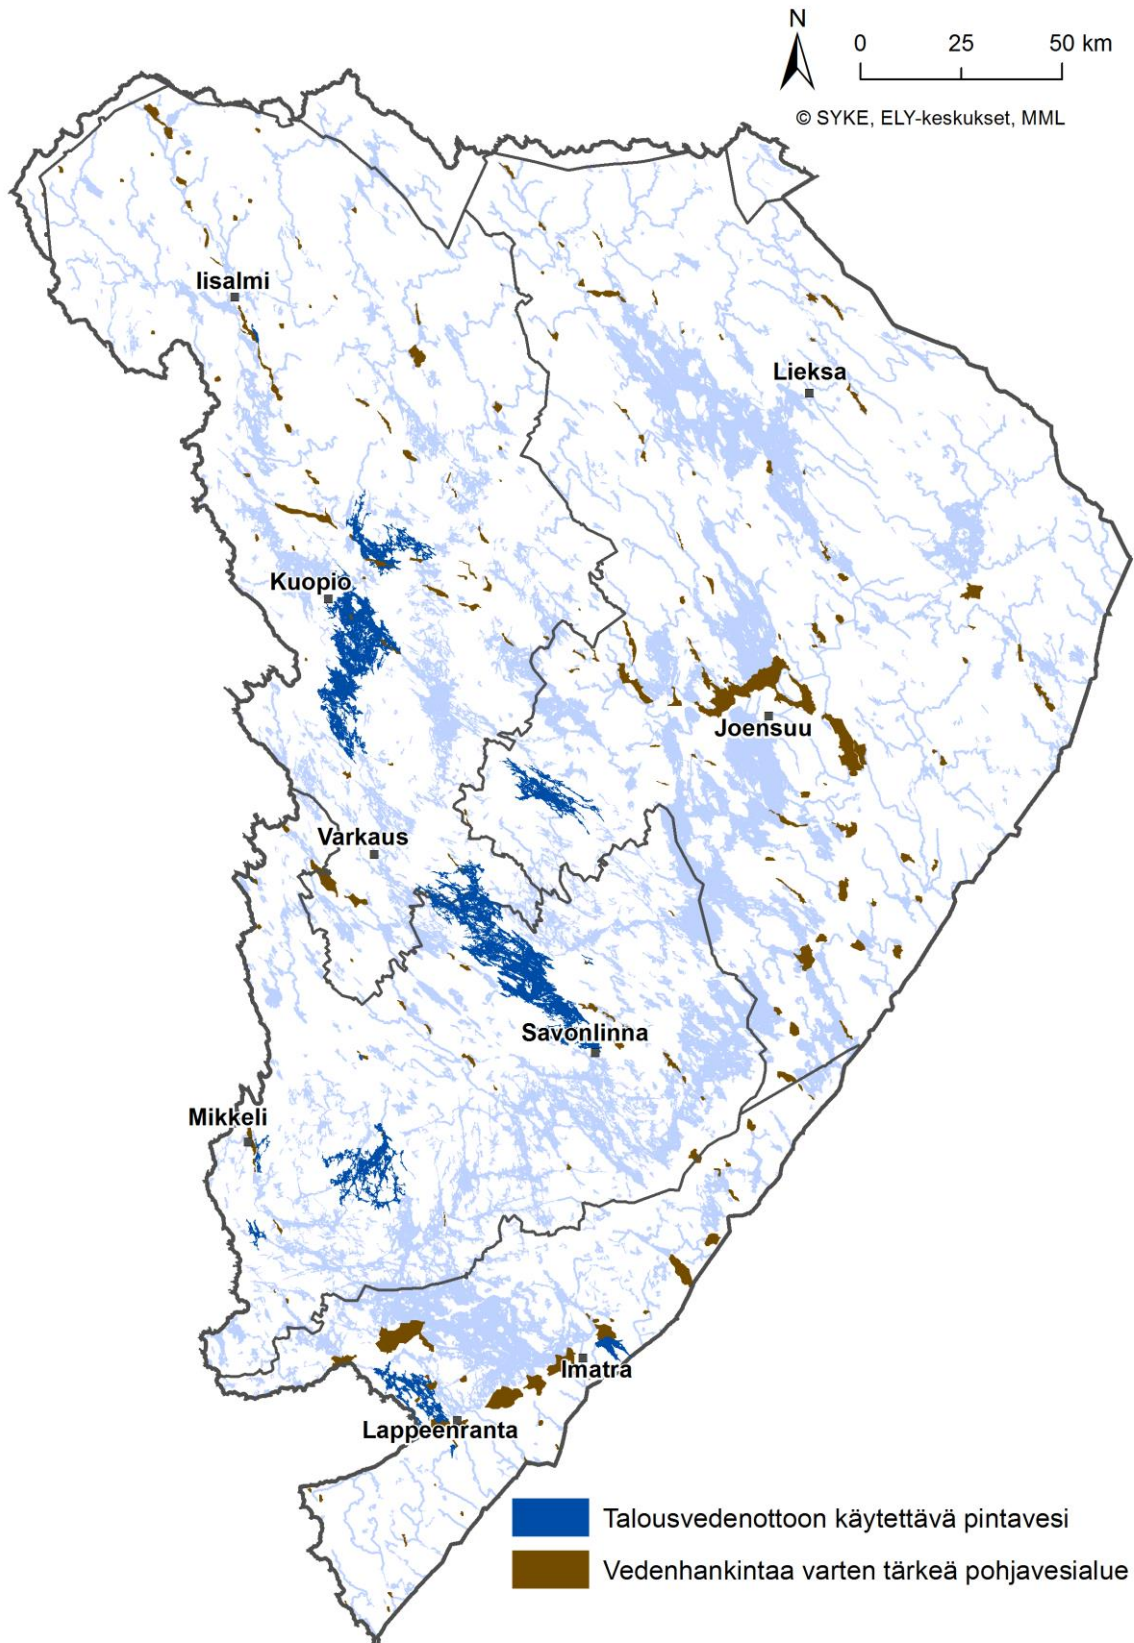 N
0 25 50 km
© SYKE, ELY-keskukset, MML
Iisalmi
Lieksa
Kuopio
Joensuu
Varkaus
Savonlinna
Mikkeli
Imatra
Lappeenranta
Talousvedenottoon käytettävä pintavesi
Vedenhankintaa varten tärkeä pohjavesialue